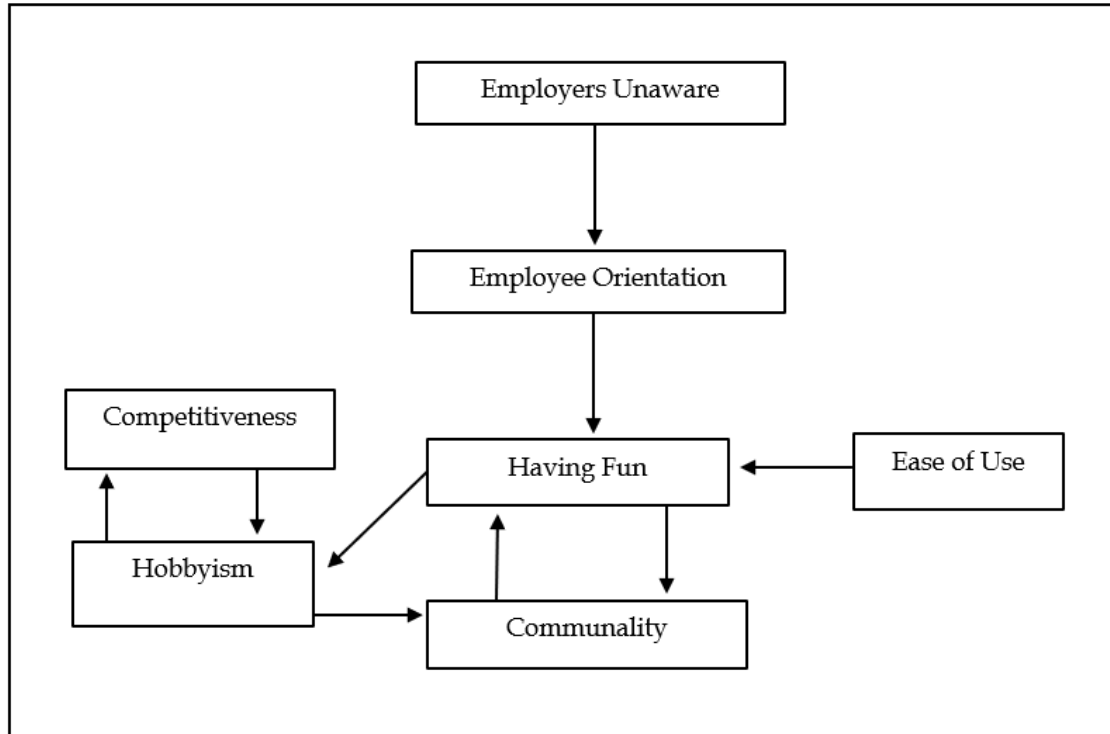 Employers Unaware
Employee Orientation
Competitiveness
Having Fun
Ease of Use
Hobbyism
Communality